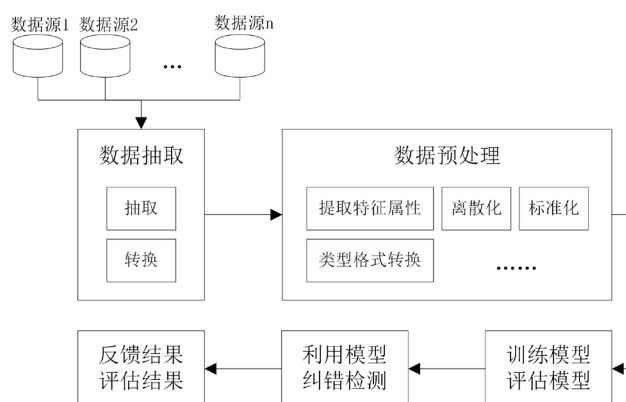 数据源1 数据源2 数据源n
...
数据抽取
抽取
转换
数据预处理
提取特征属性 离散化 标准化
类型格式转换 ……
反馈结果
评估结果
利用模型
纠错检测
训练模型
评估模型